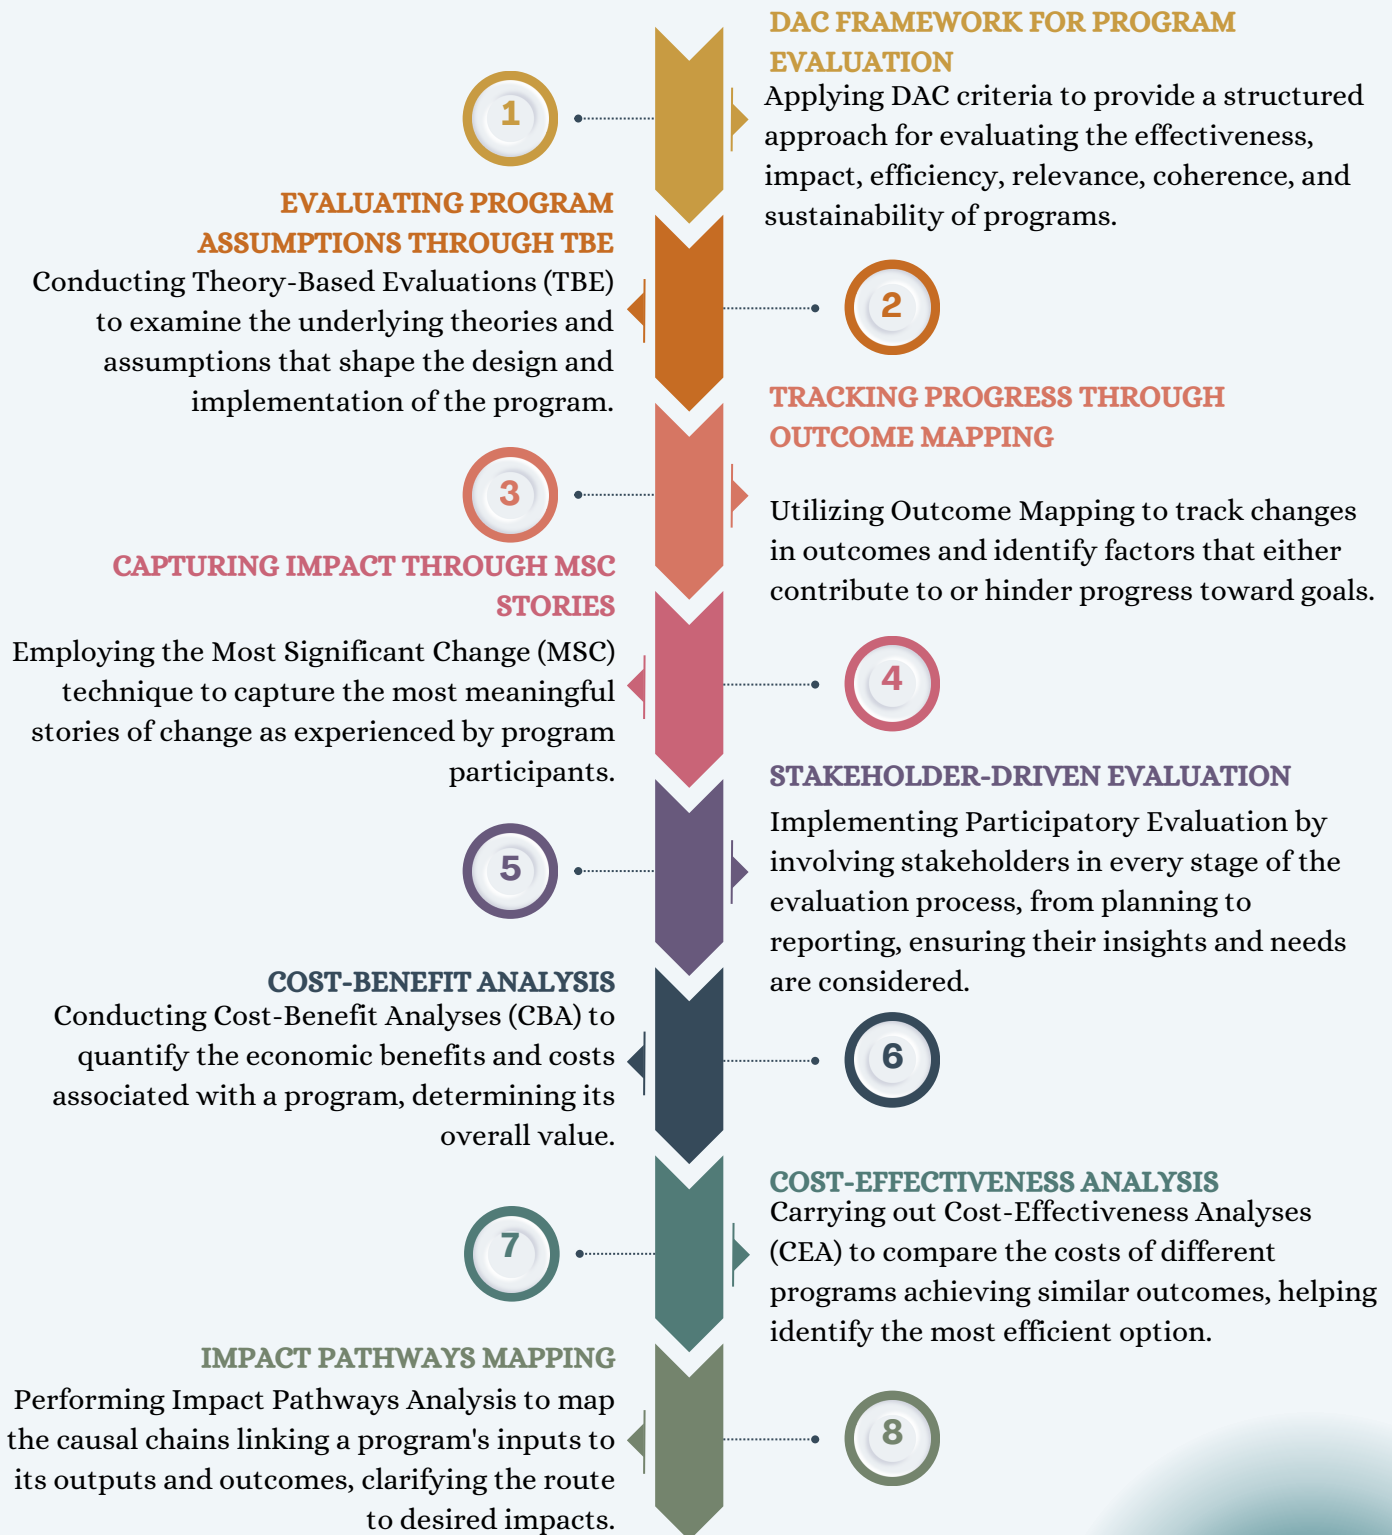 DAC FRAMEWORK FOR PROGRAM
EVALUATION
Applying DAC criteria to provide a structured
approach for evaluating the effectiveness,
impact, efficiency, relevance, coherence, and
sustainability of programs.
1
EVALUATING PROGRAM
ASSUMPTIONS THROUGH TBE
Conducting Theory-Based Evaluations (TBE)
to examine the underlying theories and
assumptions that shape the design and
implementation of the program.
2
TRACKING PROGRESS THROUGH
OUTCOME MAPPING
Utilizing Outcome Mapping to track changes
in outcomes and identify factors that either
contribute to or hinder progress toward goals.
3
CAPTURING IMPACT THROUGH MSC
STORIES
Employing the Most Significant Change (MSC)
technique to capture the most meaningful
stories of change as experienced by program
participants.
4
STAKEHOLDER-DRIVEN EVALUATION
Implementing Participatory Evaluation by
involving stakeholders in every stage of the
evaluation process, from planning to
reporting, ensuring their insights and needs
are considered.
5
COST-BENEFIT ANALYSIS
Conducting Cost-Benefit Analyses (CBA) to
quantify the economic benefits and costs
associated with a program, determining its
overall value.
6
COST-EFFECTIVENESS ANALYSIS
Carrying out Cost-Effectiveness Analyses
(CEA) to compare the costs of different
programs achieving similar outcomes, helping
identify the most efficient option.
7
IMPACT PATHWAYS MAPPING
Performing Impact Pathways Analysis to map
the causal chains linking a program's inputs to
its outputs and outcomes, clarifying the route
to desired impacts.
8